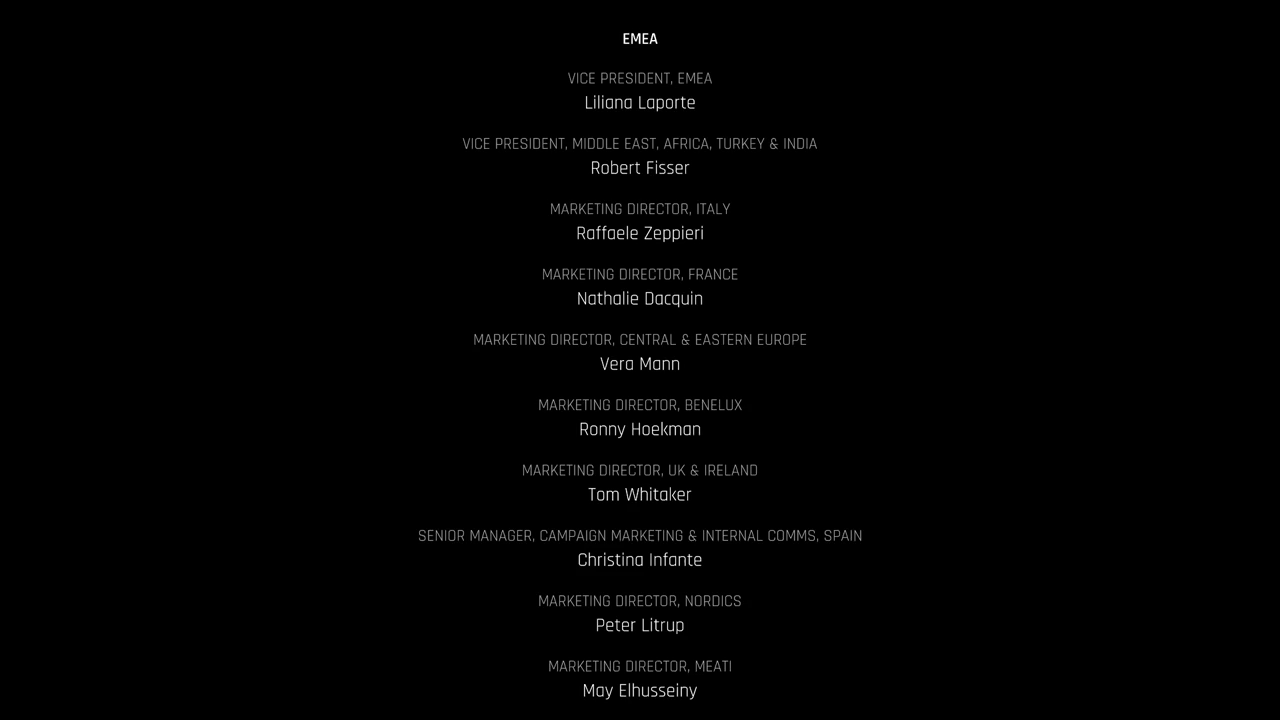 EMEA
VICE PRESIDENT, EMEA
Liliana Laporte
VICE PRESIDENT, MIDDLE EAST, AFRICA, TURKEY & INDIA
Robert Fisser
MARKETING DIRECTOR, ITALY
Raffaele Zeppieri
MARKETING DIRECTOR, FRANCE
Nathalie Dacquin
MARKETING DIRECTOR, CENTRAL & EASTERN EUROPE
Vera Mann
MARKETING DIRECTOR, BENELUX
Ronny Hoekman
MARKETING DIRECTOR, UK & IRELAND
Tom Whitaker
SENIOR MANAGER, CAMPAIGN MARKETING & INTERNAL COMMS, SPAIN
Christina Infante
MARKETING DIRECTOR, NORDICS
Peter Litrup
MARKETING DIRECTOR, MEATI
May Elhusseiny